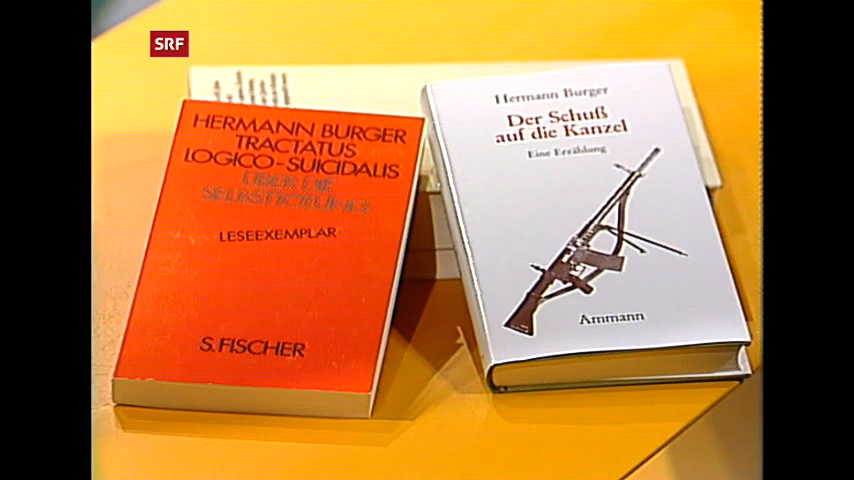 SRF
HERMANN BURGER
TRACTATUS
LOGICO-SUICIDALIS
ÜBER DIE
SELBSTTÖTUNG
LESEEXEMPLAR
S. FISCHER
Hermann Burger
Der Schuß
auf die Kanzel
Eine Erzählung
Ammann